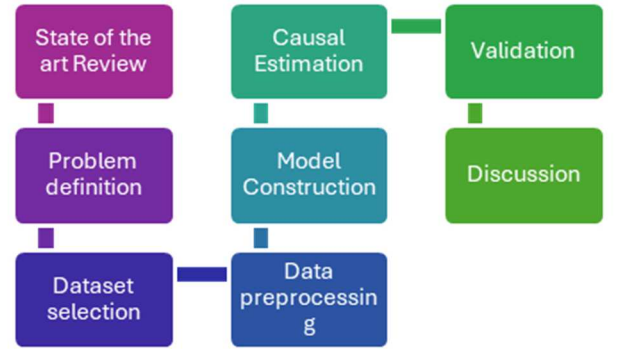 State of the
art Review
Problem
definition
Dataset
selection
Data
preprocessin
g
Model
Construction
Causal
Estimation
Validation
Discussion